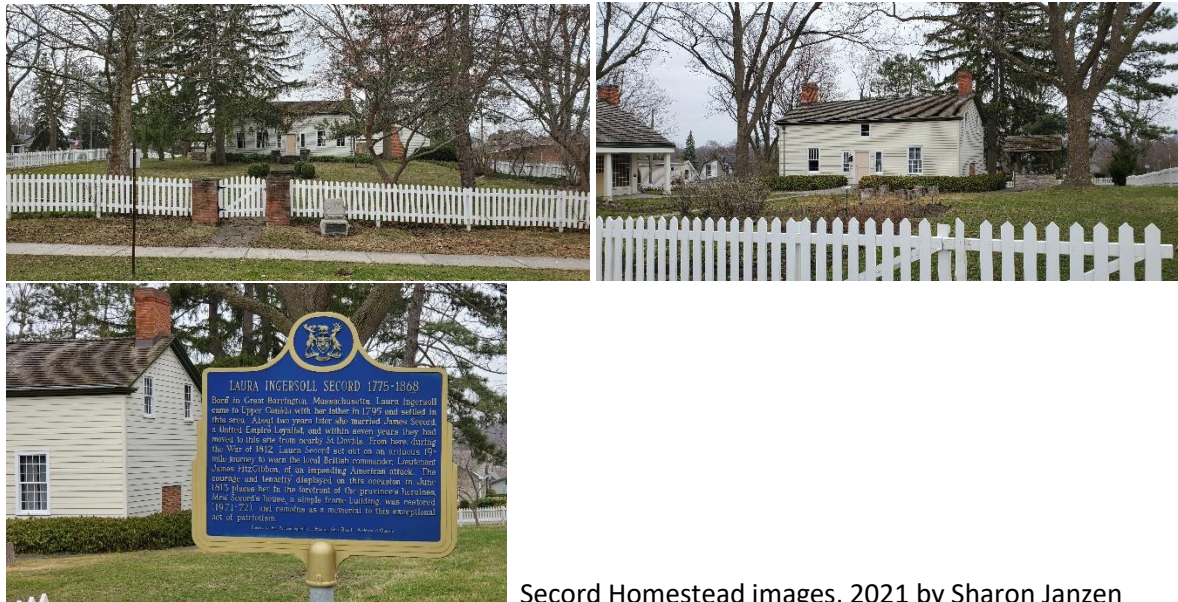 LAURA INGERSOLL SECORD 1775-1868
Born in Great Barrington, Massachusetts, Laura Ingersoll
came to Upper Canada with her father in 1795 and settled in
this area. About two years later she married James Secord,
a United Empire Loyalist, and within seven years they had
moved to this site from nearby St Davids. From here, during
the War of 1812, Laura Secord set out on an arduous 19-
mile journey to warn the local British commander, Lieutenant
James FitzGibbon, of an impending American attack. The
courage and tenacity displayed on this occasion in June
1813 places her in the forefront of the province's heroines.
Mrs. Secord's house, a simple frame building, was restored
(1971-72) and remains as a memorial to this exceptional
act of patriotism.
Secord Homestead images, 2021 by Sharon Janzen